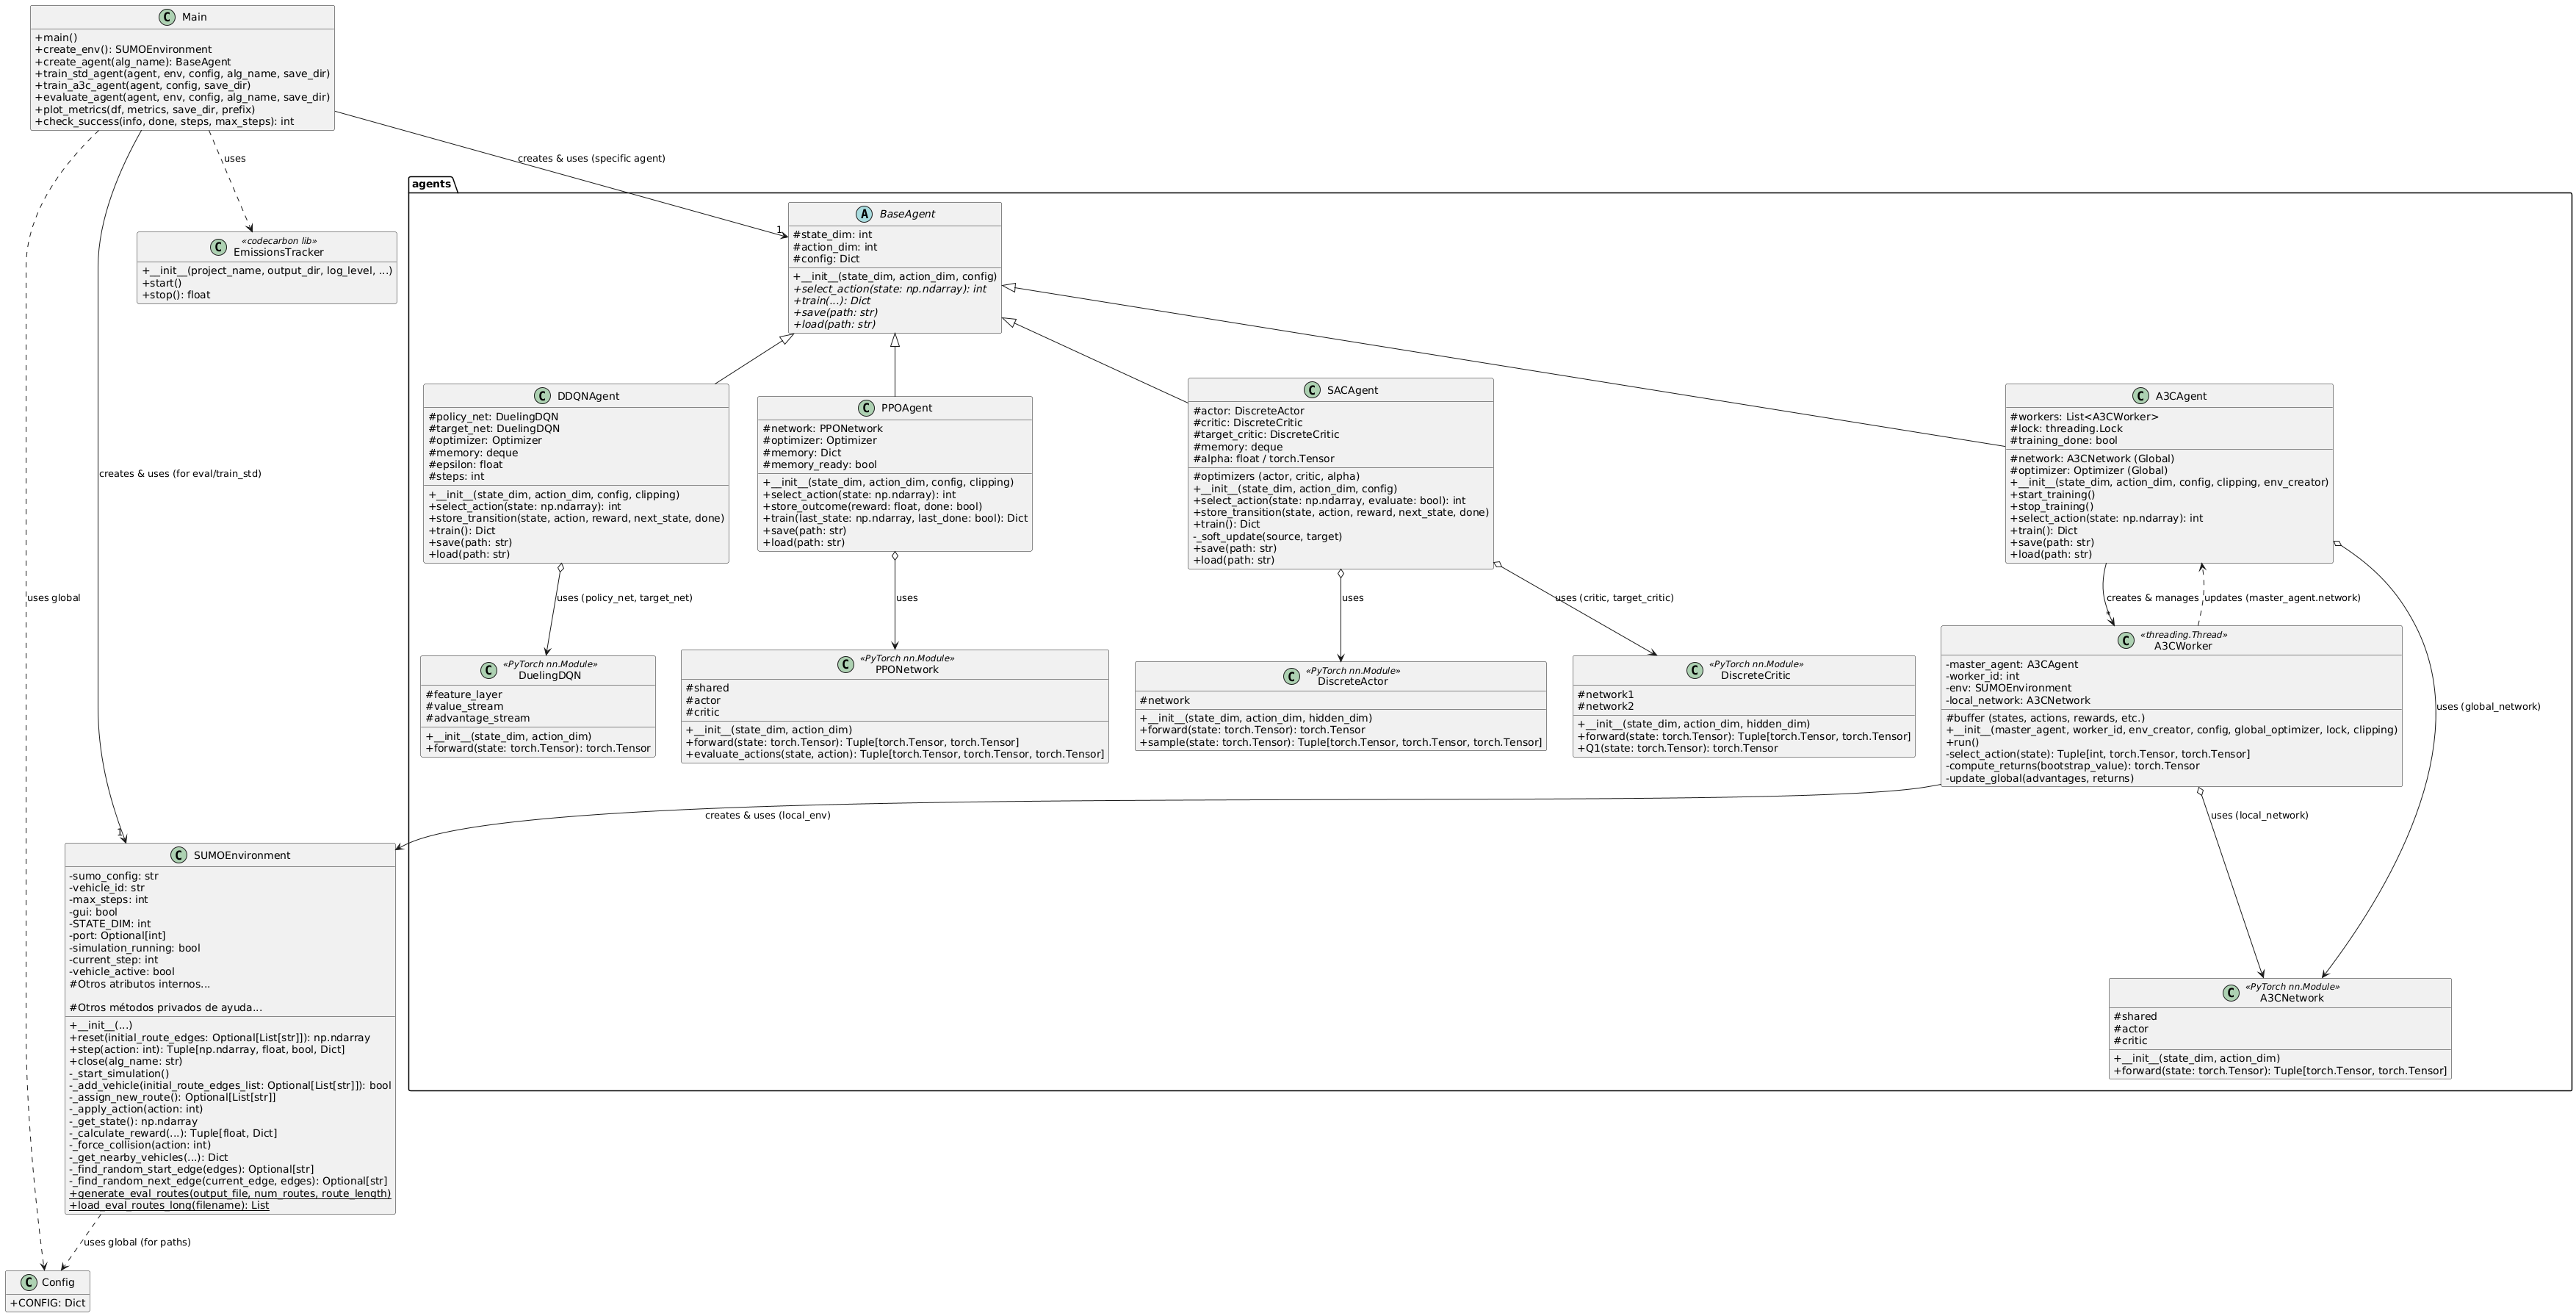 C Main
+main()
+create_env(): SUMOEnvironment
+create_agent(alg_name): BaseAgent
+train_std_agent(agent, env, config, alg_name, save_dir)
+train_a3c_agent(agent, config, save_dir)
+evaluate_agent(agent, env, config, alg_name, save_dir)
+plot_metrics(df, metrics, save_dir, prefix)
+check_success(info, done, steps, max_steps): int
uses
creates & uses (specific agent)
agents
C «codecarbon lib»
EmissionsTracker
+__init__(project_name, output_dir, log_level, ...)
+start()
+stop(): float
1
A BaseAgent
#state_dim: int
#action_dim: int
#config: Dict
+__init__(state_dim, action_dim, config)
+select_action(state: np.ndarray): int
+train(...): Dict
+save(path: str)
+load(path: str)
C DDQNAgent
#policy_net: DuelingDQN
#target_net: DuelingDQN
#optimizer: Optimizer
#memory: deque
#epsilon: float
#steps: int
+__init__(state_dim, action_dim, config, clipping)
+select_action(state: np.ndarray): int
+store_transition(state, action, reward, next_state, done)
+train(): Dict
+save(path: str)
+load(path: str)
C PPOAgent
#network: PPONetwork
#optimizer: Optimizer
#memory: Dict
#memory_ready: bool
+__init__(state_dim, action_dim, config, clipping)
+select_action(state: np.ndarray): int
+store_outcome(reward: float, done: bool)
+train(last_state: np.ndarray, last_done: bool): Dict
+save(path: str)
+load(path: str)
C SACAgent
#actor: DiscreteActor
#critic: DiscreteCritic
#target_critic: DiscreteCritic
#memory: deque
#alpha: float / torch.Tensor
#optimizers (actor, critic, alpha)
+__init__(state_dim, action_dim, config)
+select_action(state: np.ndarray, evaluate: bool): int
+store_transition(state, action, reward, next_state, done)
+train(): Dict
-_soft_update(source, target)
+save(path: str)
+load(path: str)
C A3CAgent
#workers: List<A3CWorker>
#lock: threading.Lock
#training_done: bool
#network: A3CNetwork (Global)
#optimizer: Optimizer (Global)
+__init__(state_dim, action_dim, config, clipping, env_creator)
+start_training()
+stop_training()
+select_action(state: np.ndarray): int
+train(): Dict
+save(path: str)
+load(path: str)
creates & uses (for eval/train_std)
uses global
uses (policy_net, target_net)
uses
uses
uses (critic, target_critic)
creates & manages
updates (master_agent.network)
*
C «PyTorch nn.Module»
DuelingDQN
#feature_layer
#value_stream
#advantage_stream
+__init__(state_dim, action_dim)
+forward(state: torch.Tensor): torch.Tensor
C «PyTorch nn.Module»
PPONetwork
#shared
#actor
#critic
+__init__(state_dim, action_dim)
+forward(state: torch.Tensor): Tuple[torch.Tensor, torch.Tensor]
+evaluate_actions(state, action): Tuple[torch.Tensor, torch.Tensor, torch.Tensor]
C «PyTorch nn.Module»
DiscreteActor
#network
+__init__(state_dim, action_dim, hidden_dim)
+forward(state: torch.Tensor): torch.Tensor
+sample(state: torch.Tensor): Tuple[torch.Tensor, torch.Tensor, torch.Tensor]
C «PyTorch nn.Module»
DiscreteCritic
#network1
#network2
+__init__(state_dim, action_dim, hidden_dim)
+forward(state: torch.Tensor): Tuple[torch.Tensor, torch.Tensor]
+Q1(state: torch.Tensor): torch.Tensor
C «threading.Thread»
A3CWorker
-master_agent: A3CAgent
-worker_id: int
-env: SUMOEnvironment
-local_network: A3CNetwork
#buffer (states, actions, rewards, etc.)
+__init__(master_agent, worker_id, env_creator, config, global_optimizer, lock, clipping)
+run()
-select_action(state): Tuple[int, torch.Tensor, torch.Tensor]
-compute_returns(bootstrap_value): torch.Tensor
-update_global(advantages, returns)
uses (global_network)
creates & uses (local_env)
uses (local_network)
1
C SUMOEnvironment
-sumo_config: str
-vehicle_id: str
-max_steps: int
-gui: bool
-STATE_DIM: int
-port: Optional[int]
-simulation_running: bool
-current_step: int
-vehicle_active: bool
#Otros atributos internos...
#Otros métodos privados de ayuda...
+__init__(...)
+reset(initial_route_edges: Optional[List[str]]): np.ndarray
+step(action: int): Tuple[np.ndarray, float, bool, Dict]
+close(alg_name: str)
-_start_simulation()
-_add_vehicle(initial_route_edges_list: Optional[List[str]]): bool
-_assign_new_route(): Optional[List[str]]
-_apply_action(action: int)
-_get_state(): np.ndarray
-_calculate_reward(...): Tuple[float, Dict]
-_force_collision(action: int)
-_get_nearby_vehicles(...): Dict
-_find_random_start_edge(edges): Optional[str]
-_find_random_next_edge(current_edge, edges): Optional[str]
+generate_eval_routes(output_file, num_routes, route_length)
+load_eval_routes_long(filename): List
C «PyTorch nn.Module»
A3CNetwork
#shared
#actor
#critic
+__init__(state_dim, action_dim)
+forward(state: torch.Tensor): Tuple[torch.Tensor, torch.Tensor]
uses global (for paths)
C Config
+CONFIG: Dict